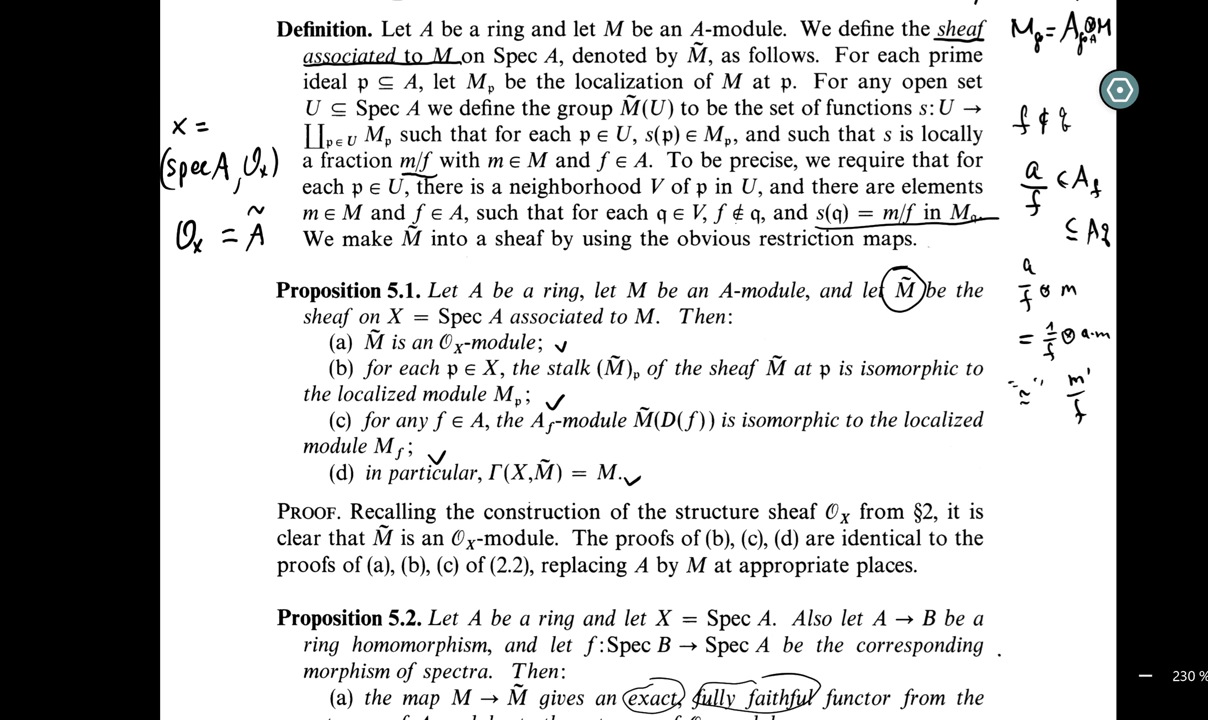 Definition. Let A be a ring and let M be an A-module. We define the sheaf
associated to M on Spec A, denoted by M̃, as follows. For each prime
ideal 𝔭 ⊆ A, let M_𝔭 be the localization of M at 𝔭. For any open set
U ⊆ Spec A we define the group M̃(U) to be the set of functions s: U →
∐_{𝔭∈U} M_𝔭 such that for each 𝔭 ∈ U, s(𝔭) ∈ M_𝔭, and such that s is locally
a fraction m/f with m ∈ M and f ∈ A. To be precise, we require that for
each 𝔭 ∈ U, there is a neighborhood V of 𝔭 in U, and there are elements
m ∈ M and f ∈ A, such that for each 𝔮 ∈ V, f ∉ 𝔮, and s(𝔮) = m/f in M_𝔮.
We make M̃ into a sheaf by using the obvious restriction maps.
x =
(spec A, O_x)
O_x = Ã
M_𝔭 = A_𝔭 ⊗_A M
f ∉ 𝔮
a/f ∈ A_f
⊆ A_𝔮
a/f ⊗ m
= 1/f ⊗ a·m
"≃" m'/f
Proposition 5.1. Let A be a ring, let M be an A-module, and let M̃ be the
sheaf on X = Spec A associated to M. Then:
(a) M̃ is an 𝒪_X-module; ✓
(b) for each 𝔭 ∈ X, the stalk (M̃)_𝔭 of the sheaf M̃ at 𝔭 is isomorphic to
the localized module M_𝔭; ✓
(c) for any f ∈ A, the A_f-module M̃(D(f)) is isomorphic to the localized
module M_f; ✓
(d) in particular, Γ(X,M̃) = M. ✓
PROOF. Recalling the construction of the structure sheaf 𝒪_X from §2, it is
clear that M̃ is an 𝒪_X-module. The proofs of (b), (c), (d) are identical to the
proofs of (a), (b), (c) of (2.2), replacing A by M at appropriate places.
Proposition 5.2. Let A be a ring and let X = Spec A. Also let A → B be a
ring homomorphism, and let f: Spec B → Spec A be the corresponding
morphism of spectra. Then:
(a) the map M → M̃ gives an exact, fully faithful functor from the
— 230 %